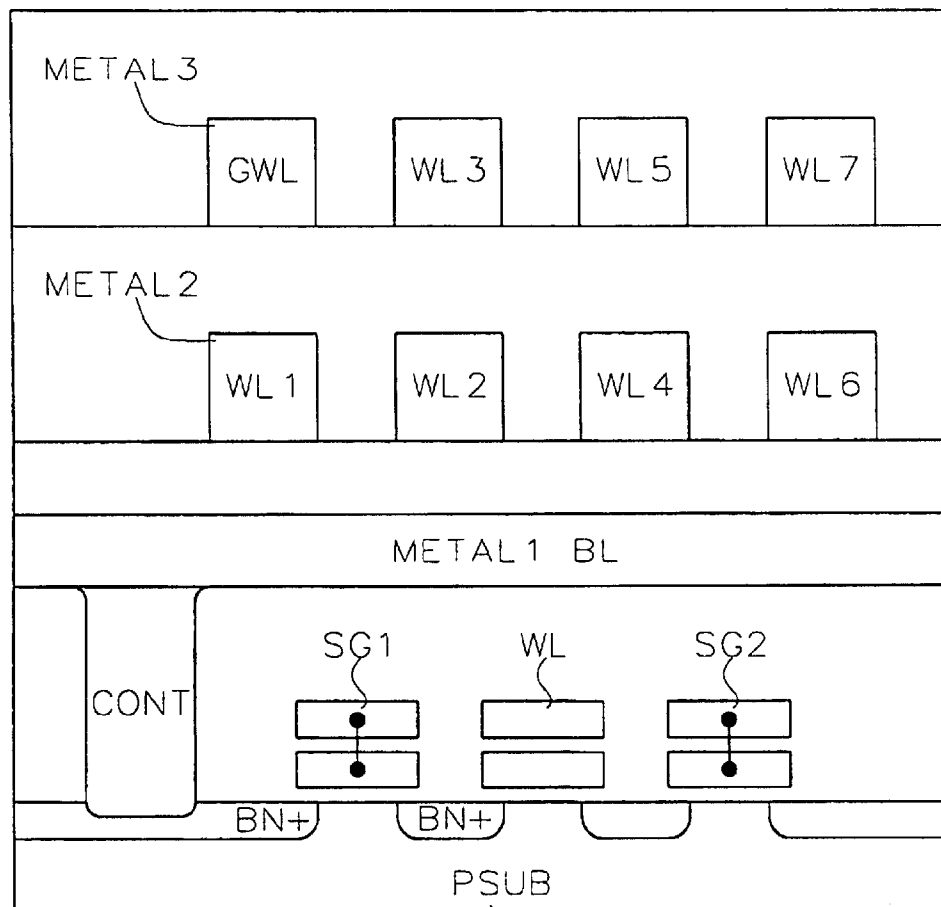 METAL3
GWL WL3 WL5 WL7
METAL2
WL1 WL2 WL4 WL6
METAL1 BL
SG1 WL SG2
CONT
BN+ BN+
PSUB